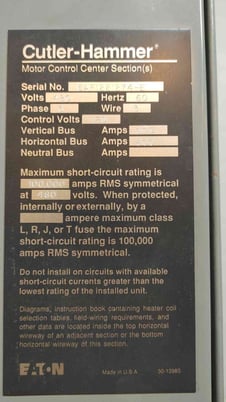 Cutler-Hammer
Motor Control Center Section(s)
Serial No.
Volts 480 Hertz 60
Phase 3 Wire
Control Volts
Vertical Bus Amps
Horizontal Bus Amps
Neutral Bus Amps
Maximum short-circuit rating is
100,000 amps RMS symmetrical
at 480 volts. When protected,
internally or externally, by a
ampere maximum class
L, R, J, or T fuse the maximum
short-circuit rating is 100,000
amps RMS symmetrical.
Do not install on circuits with available
short-circuit currents greater than the
lowest rating of the installed unit.
Diagrams, instruction book containing heater coil
selection tables, field-wiring requirements, and
other data are located inside the top horizontal
wireway of an adjacent section or the bottom
horizontal wireway of this section.
EATON Made in U.S.A.